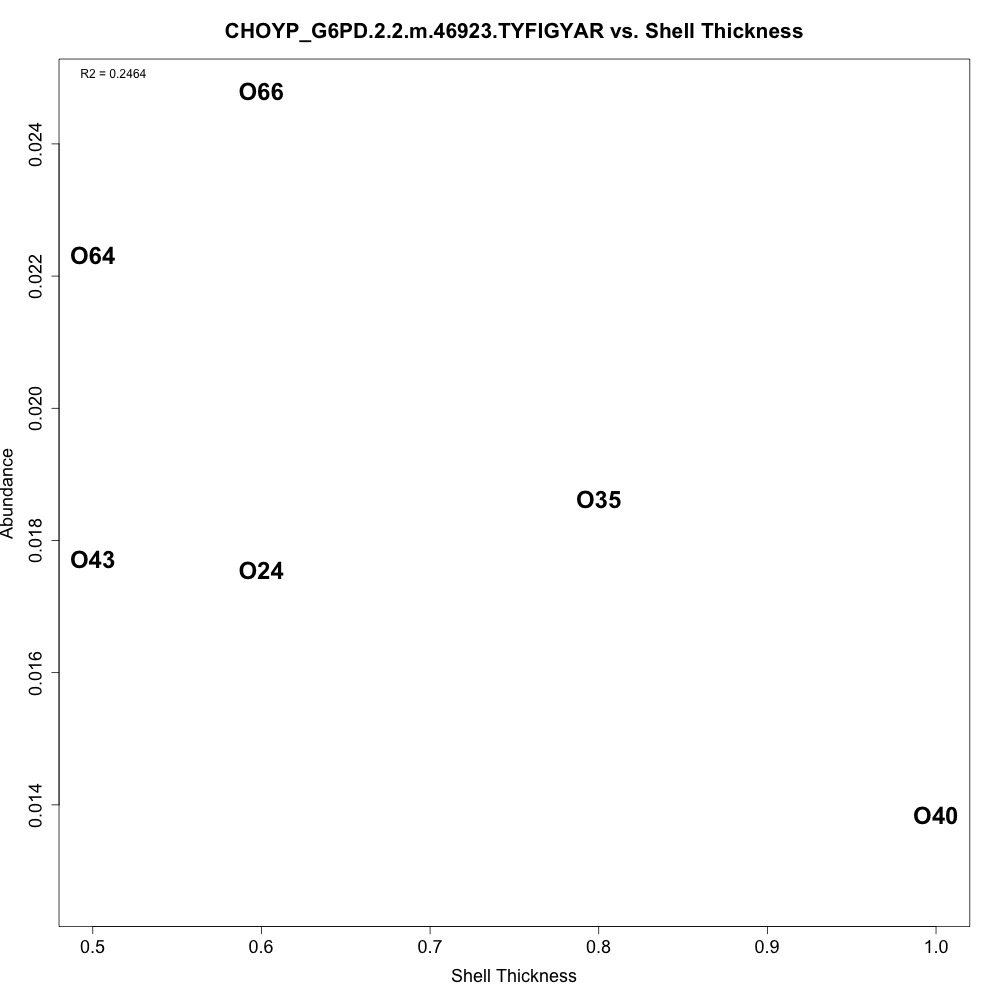 CHOYP_G6PD.2.2.m.46923.TYFIGYAR vs. Shell Thickness
R2 = 0.2464
O66
O64
O35
O43
O24
O40
Abundance
0.024
0.022
0.020
0.018
0.016
0.014
0.5 0.6 0.7 0.8 0.9 1.0
Shell Thickness